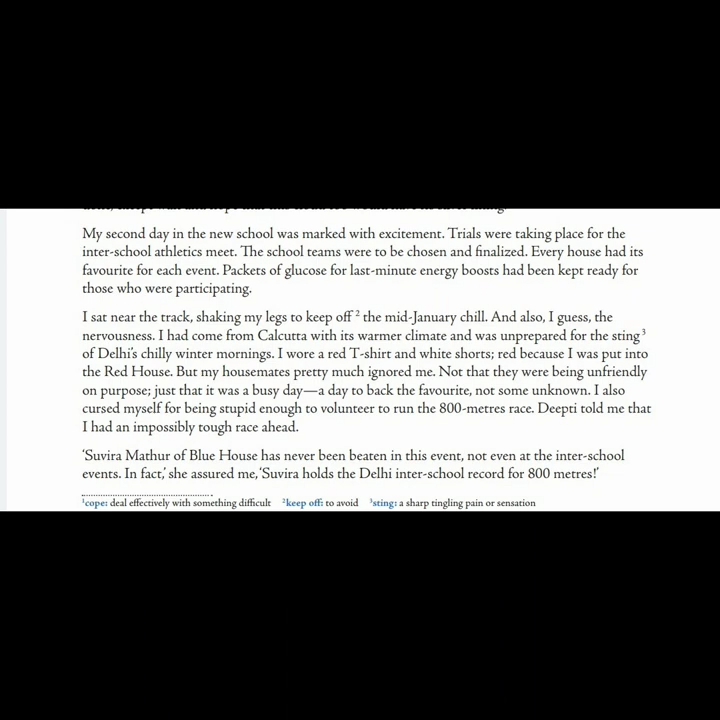 My second day in the new school was marked with excitement. Trials were taking place for the
inter-school athletics meet. The school teams were to be chosen and finalized. Every house had its
favourite for each event. Packets of glucose for last-minute energy boosts had been kept ready for
those who were participating.
I sat near the track, shaking my legs to keep off ² the mid-January chill. And also, I guess, the
nervousness. I had come from Calcutta with its warmer climate and was unprepared for the sting ³
of Delhi's chilly winter mornings. I wore a red T-shirt and white shorts; red because I was put into
the Red House. But my housemates pretty much ignored me. Not that they were being unfriendly
on purpose; just that it was a busy day—a day to back the favourite, not some unknown. I also
cursed myself for being stupid enough to volunteer to run the 800-metres race. Deepti told me that
I had an impossibly tough race ahead.
‘Suvira Mathur of Blue House has never been beaten in this event, not even at the inter-school
events. In fact,’ she assured me, ‘Suvira holds the Delhi inter-school record for 800 metres!’
¹cope: deal effectively with something difficult ²keep off: to avoid ³sting: a sharp tingling pain or sensation